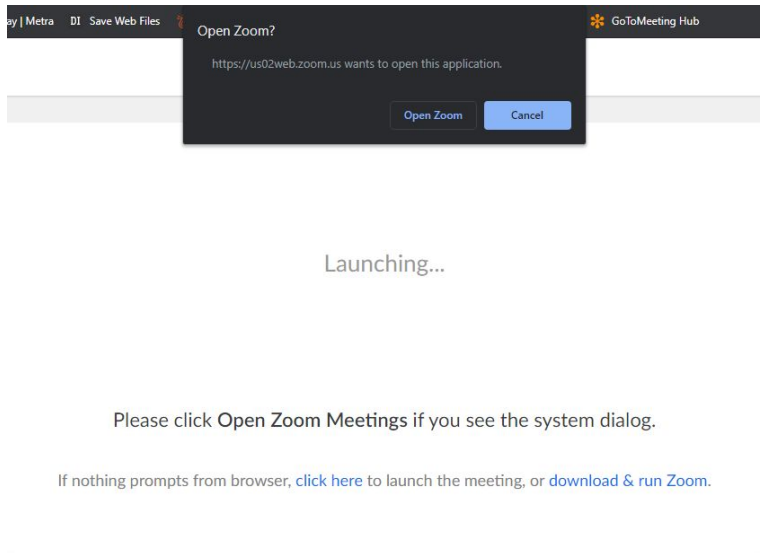 ay | Metra DI Save Web Files GoToMeeting Hub
Open Zoom?
https://us02web.zoom.us wants to open this application.
Open Zoom Cancel
Launching...
Please click Open Zoom Meetings if you see the system dialog.
If nothing prompts from browser, click here to launch the meeting, or download & run Zoom.